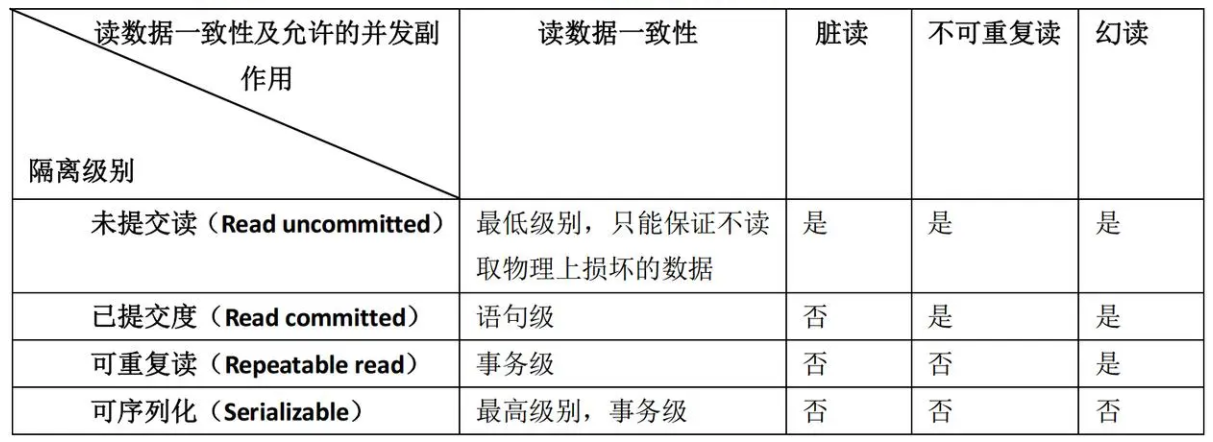 读数据一致性及允许的并发副
作用
隔离级别
读数据一致性
脏读
不可重复读
幻读
未提交读（Read uncommitted）
最低级别，只能保证不读
取物理上损坏的数据
是
是
是
已提交度（Read committed）
语句级
否
是
是
可重复读（Repeatable read）
事务级
否
否
是
可序列化（Serializable）
最高级别，事务级
否
否
否